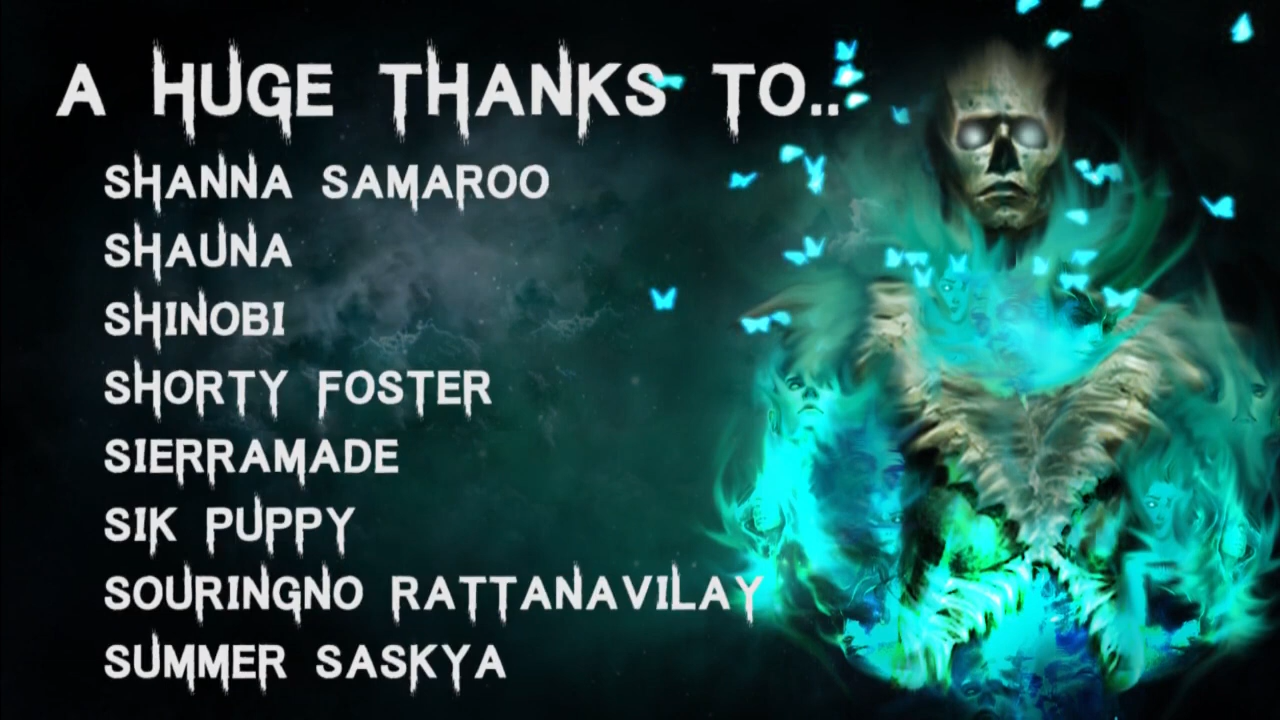 A HUGE THANKS TO..
SHANNA SAMAROO
SHAUNA
SHINOBI
SHORTY FOSTER
SIERRAMADE
SIK PUPPY
SOURINGNO RATTANAVILAY
SUMMER SASKYA